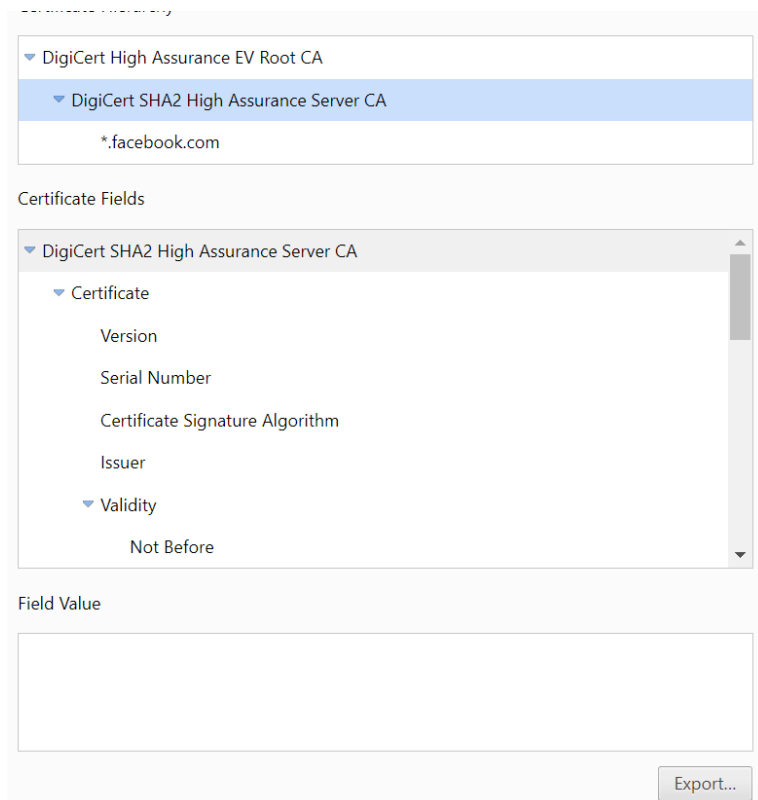 DigiCert High Assurance EV Root CA
DigiCert SHA2 High Assurance Server CA
*.facebook.com
Certificate Fields
DigiCert SHA2 High Assurance Server CA
Certificate
Version
Serial Number
Certificate Signature Algorithm
Issuer
Validity
Not Before
Field Value
Export...